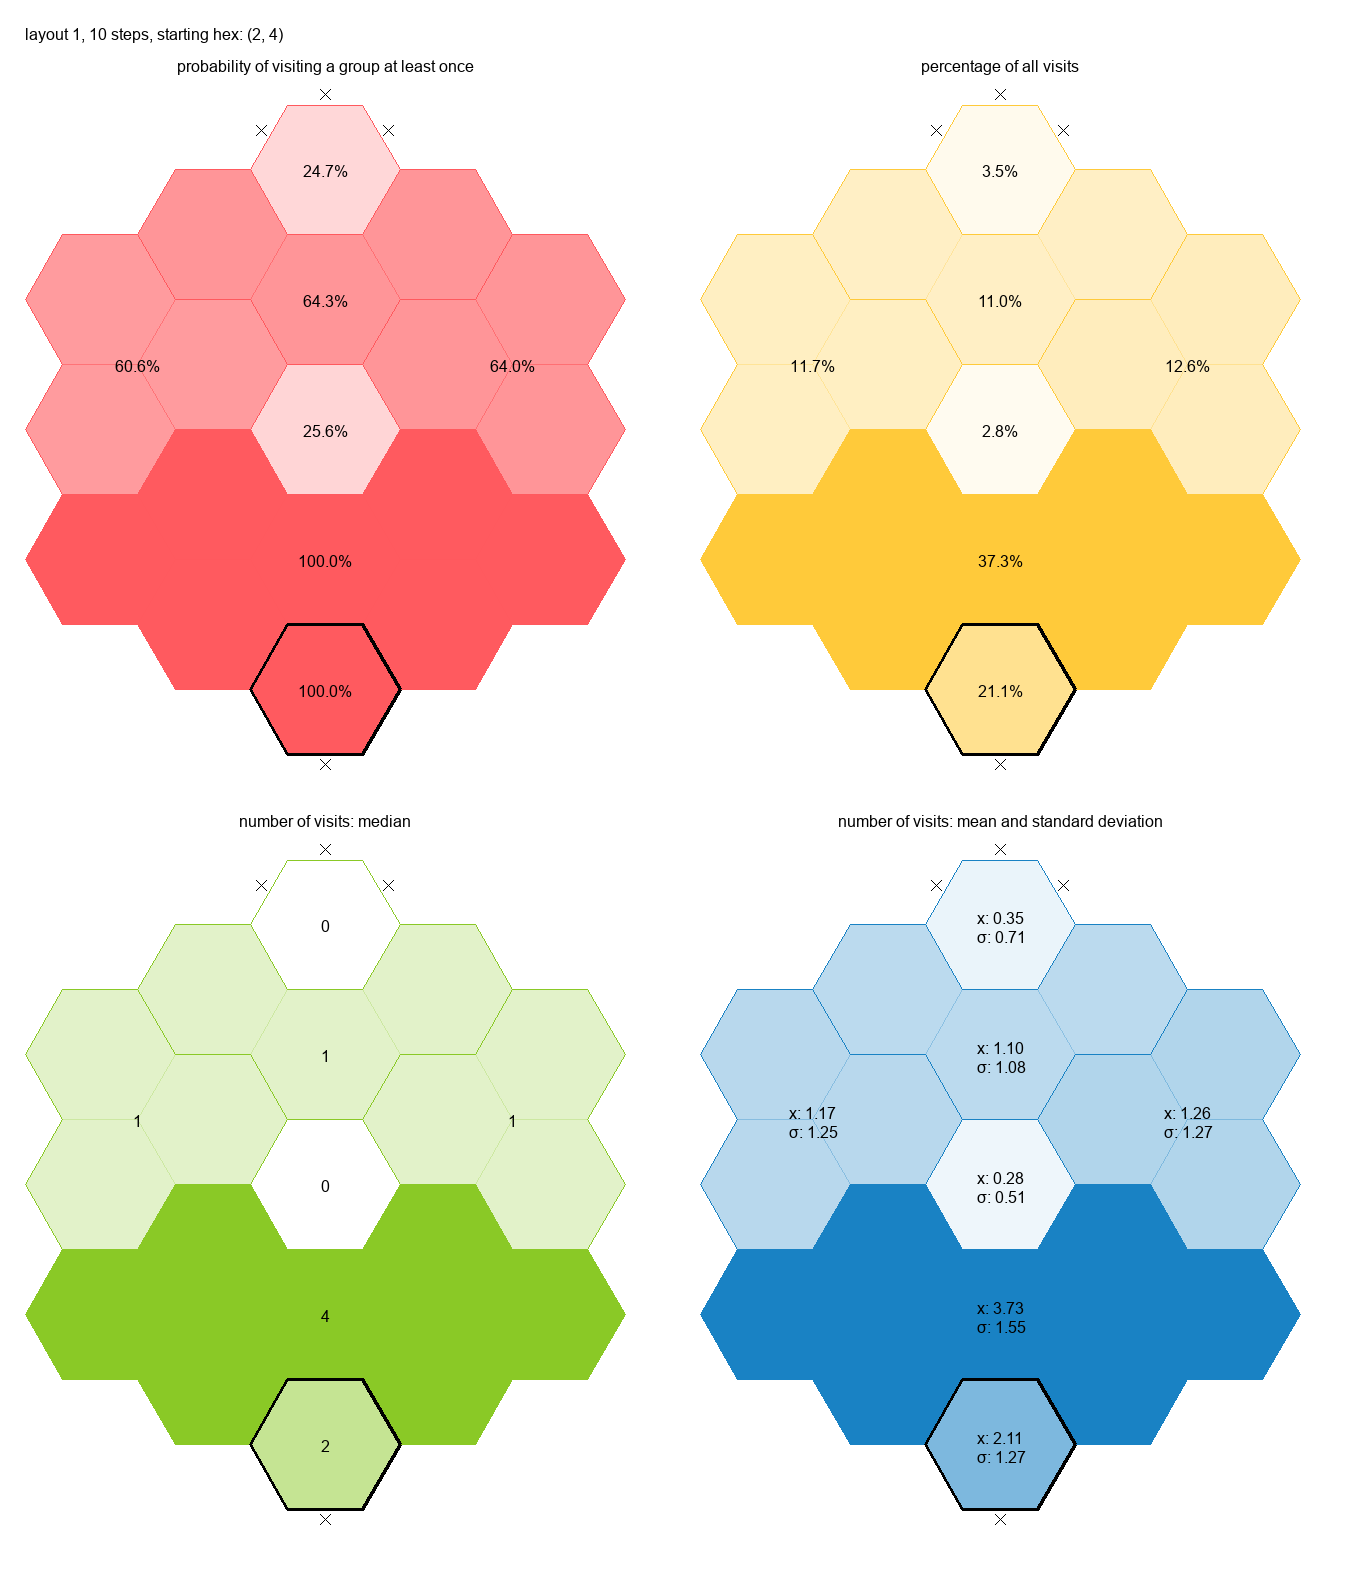 layout 1, 10 steps, starting hex: (2, 4)
probability of visiting a group at least once
24.7%
64.3%
60.6%
64.0%
25.6%
100.0%
100.0%
percentage of all visits
3.5%
11.0%
11.7%
12.6%
2.8%
37.3%
21.1%
number of visits: median
0
1
1
1
0
4
2
number of visits: mean and standard deviation
x: 0.35
σ: 0.71
x: 1.10
σ: 1.08
x: 1.17
σ: 1.25
x: 1.26
σ: 1.27
x: 0.28
σ: 0.51
x: 3.73
σ: 1.55
x: 2.11
σ: 1.27